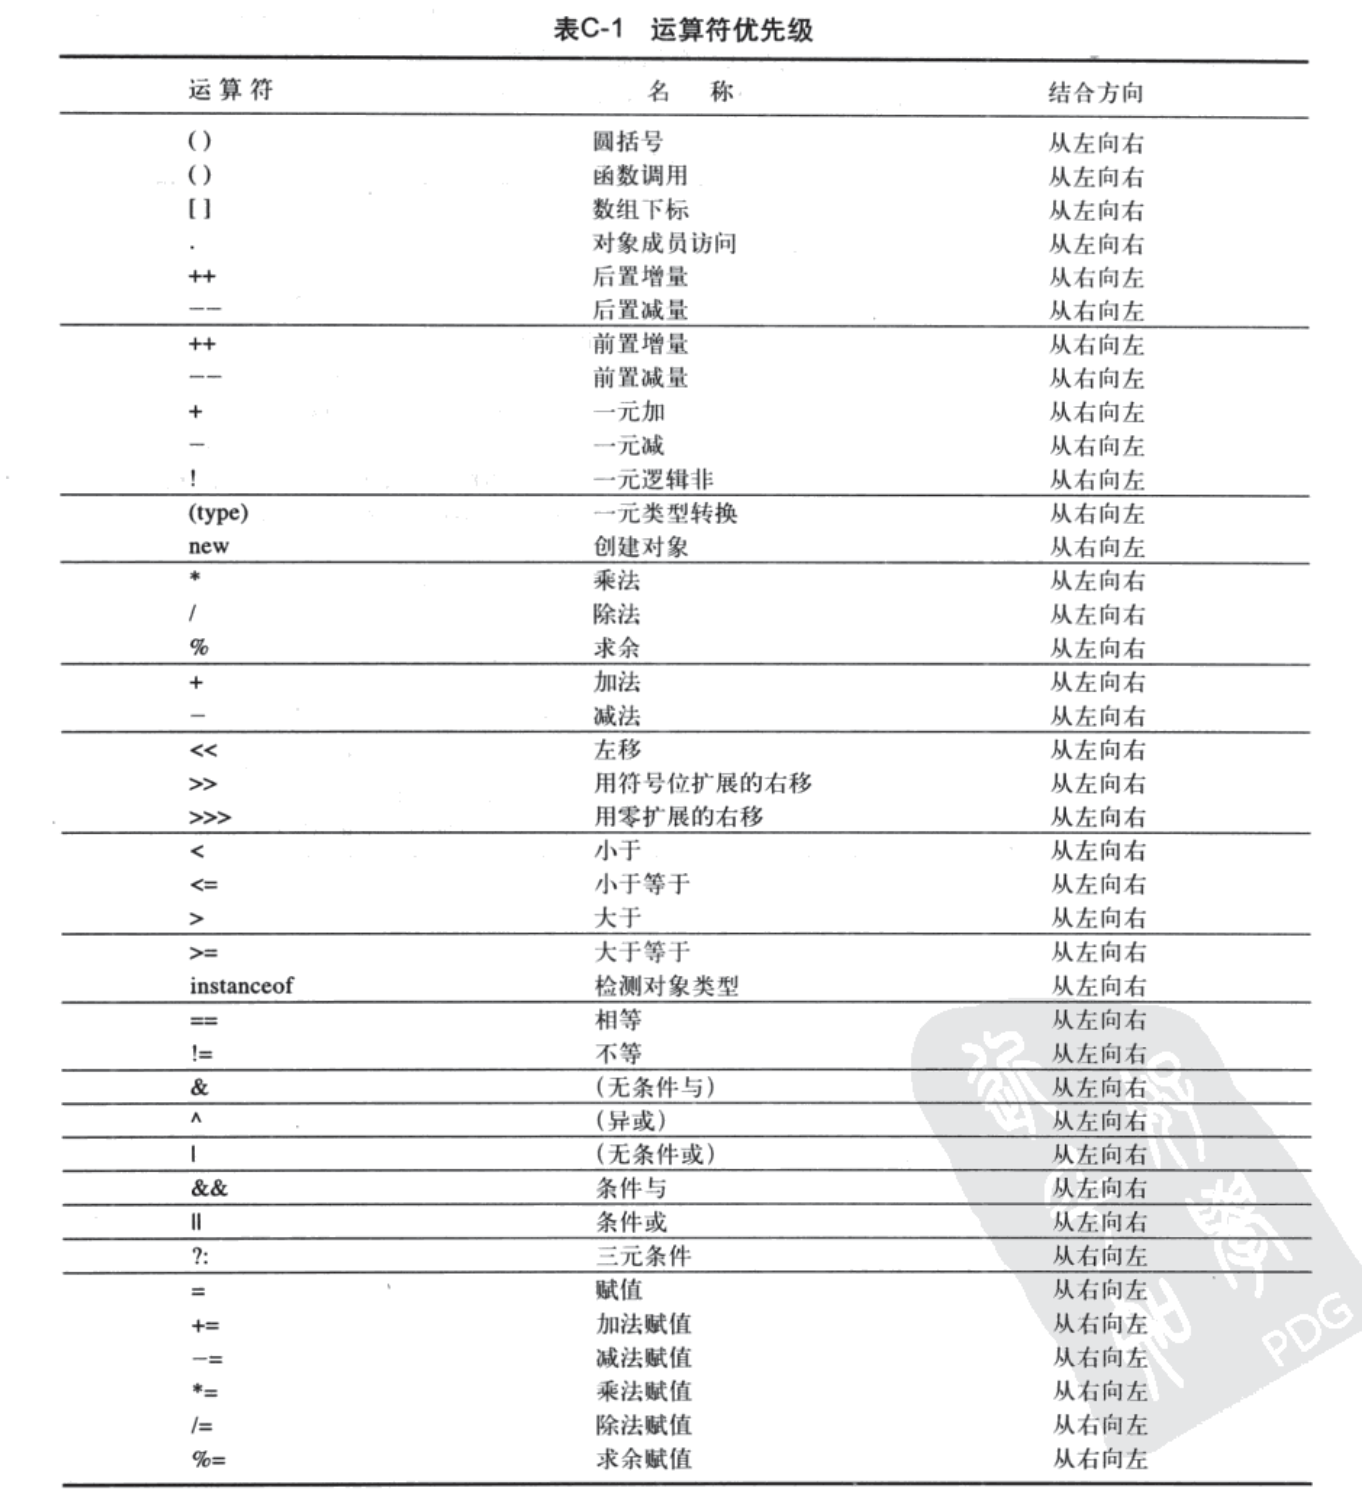 表C-1 运算符优先级
运算符 名 称 结合方向
( ) 圆括号 从左向右
( ) 函数调用 从左向右
[ ] 数组下标 从左向右
. 对象成员访问 从左向右
++ 后置增量 从右向左
−− 后置减量 从右向左
++ 前置增量 从右向左
−− 前置减量 从右向左
+ 一元加 从右向左
− 一元减 从右向左
! 一元逻辑非 从右向左
(type) 一元类型转换 从右向左
new 创建对象 从右向左
* 乘法 从左向右
/ 除法 从左向右
% 求余 从左向右
+ 加法 从左向右
− 减法 从左向右
<< 左移 从左向右
>> 用符号位扩展的右移 从左向右
>>> 用零扩展的右移 从左向右
< 小于 从左向右
<= 小于等于 从左向右
> 大于 从左向右
>= 大于等于 从左向右
instanceof 检测对象类型 从左向右
== 相等 从左向右
!= 不等 从左向右
& (无条件与) 从左向右
^ (异或) 从左向右
| (无条件或) 从左向右
&& 条件与 从左向右
|| 条件或 从左向右
?: 三元条件 从右向左
= 赋值 从右向左
+= 加法赋值 从右向左
−= 减法赋值 从右向左
*= 乘法赋值 从右向左
/= 除法赋值 从右向左
%= 求余赋值 从右向左
PDG